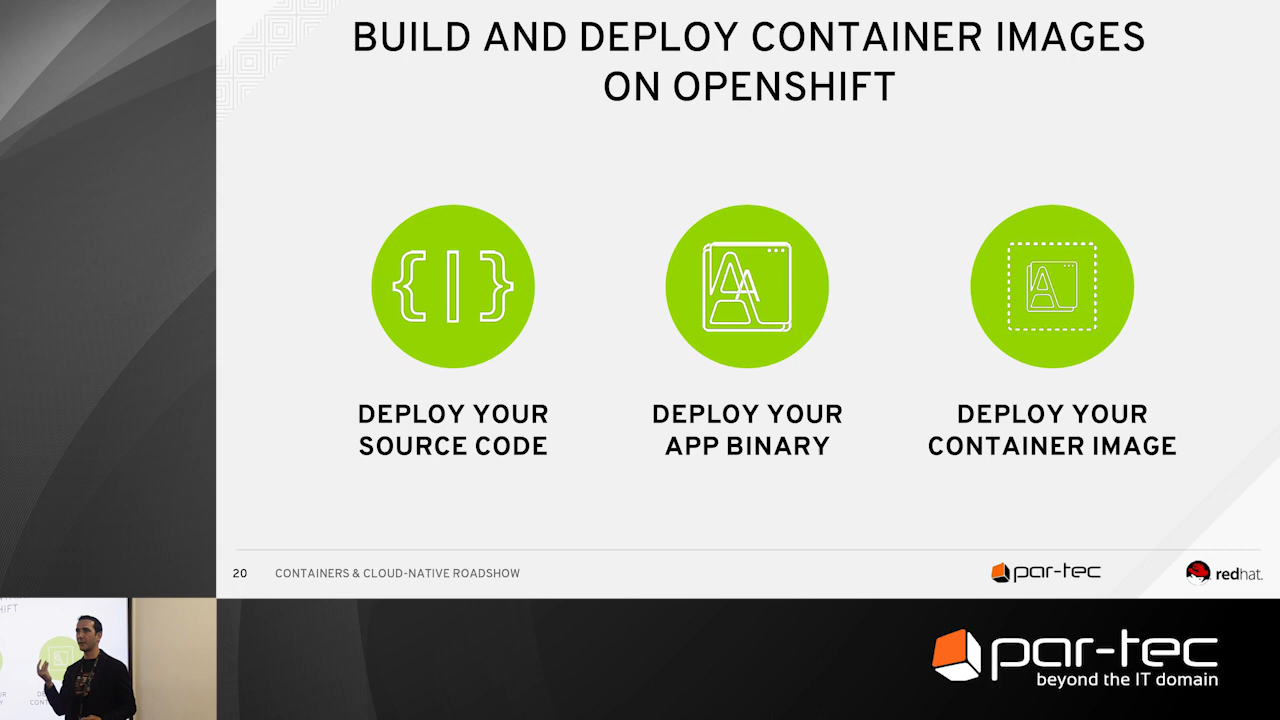 BUILD AND DEPLOY CONTAINER IMAGES
ON OPENSHIFT
DEPLOY YOUR
SOURCE CODE
DEPLOY YOUR
APP BINARY
DEPLOY YOUR
CONTAINER IMAGE
20
CONTAINERS & CLOUD-NATIVE ROADSHOW
par-tec
redhat.
par-tec
beyond the IT domain